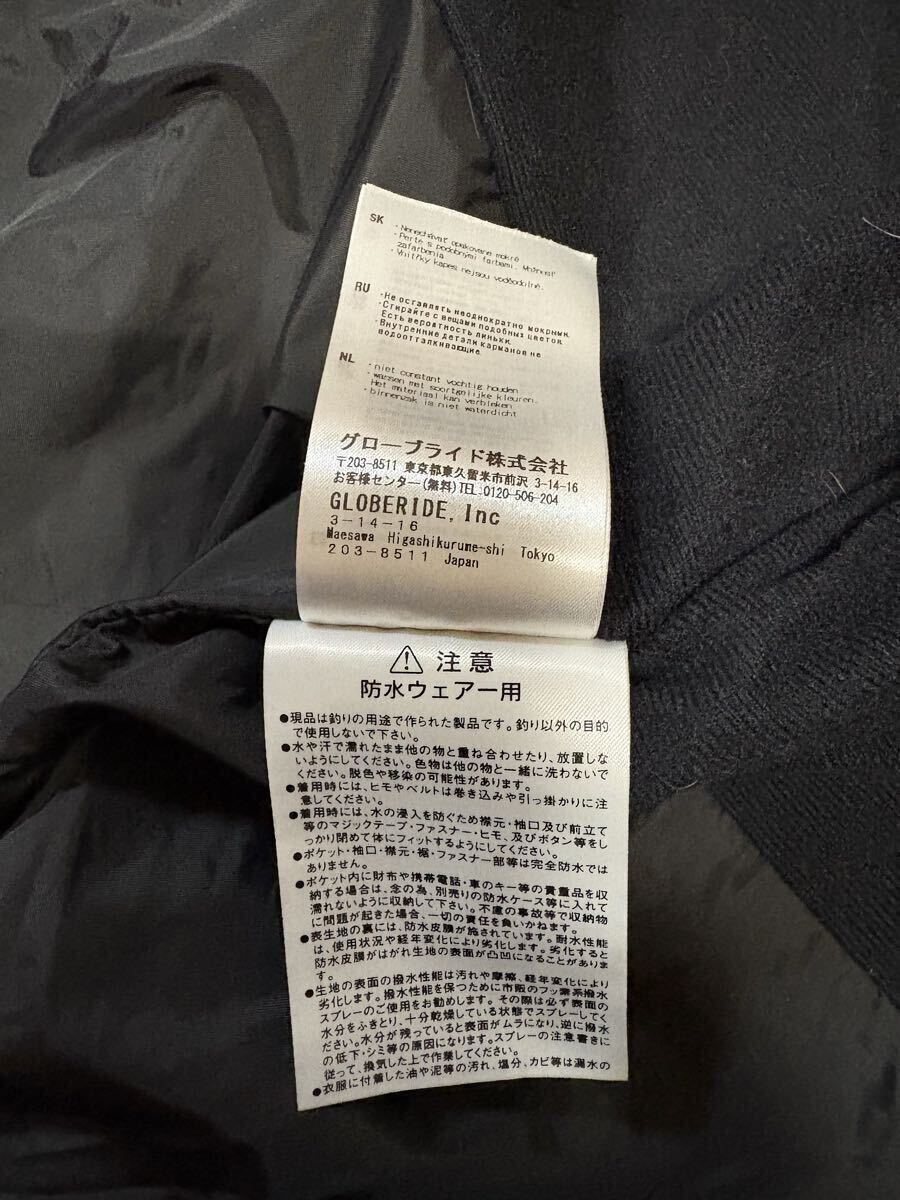 SK
- Nenechávať opakovane mokré
- Perte s podobnými farbami. Možnosť
zafarbenia
- Vnitřky kapes nejsou voděodolné.
RU
- Не оставлять неоднократно мокрыми.
- Стирайте с вещами подобных цветов.
Есть вероятность линьки.
- Внутренние детали карманов не
водоотталкивающие
NL
- niet constant vochtig houden
- wassen met soortgelijke kleuren.
Het materiaal kan verbleken
- binnenzak is niet waterdicht
グローブライド株式会社
〒203-8511 東京都東久留米市前沢 3-14-16
お客様センター(無料)TEL:0120-506-204
GLOBERIDE, Inc
3-14-16
Maesawa Higashikurume-shi Tokyo
203-8511 Japan
注意
防水ウェアー用
●現品は釣りの用途で作られた製品です。釣り以外の目的
で使用しないで下さい。
●水や汗で濡れたまま他の物と重ね合わせたり、放置しな
いようにしてください。色物は他の物と一緒に洗わないで
ください。脱色や移染の可能性があります。
●着用時には、ヒモやベルトは巻き込みや引っ掛かりに注
意してください。
●着用時には、水の浸入を防ぐため襟元・袖口及び前立て
等のマジックテープ・ファスナー・ヒモ、及びボタン等をし
っかり閉めて体にフィットするようにしてください。
●ポケット・袖口・襟元・裾・ファスナー部等は完全防水では
ありません。
●ポケット内に財布や携帯電話・車のキー等の貴重品を収
納する場合は、念の為、別売りの防水ケース等に入れて
濡れないように収納して下さい。不慮の事故等で収納物
に問題が起きた場合、一切の責任を負いかねます。
●表生地の裏には、防水皮膜が施されています。耐水性能
は、使用状況や経年変化により劣化します。劣化すると
防水皮膜がはがれ生地の表面が凸凹になることがありま
す。
●生地の表面の撥水性能は汚れや摩擦、経年変化により
劣化します。撥水性能を保つために市販のフッ素系撥水
スプレーのご使用をお勧めします。その際は必ず表面の
水分をふきとり、十分乾燥している状態でスプレーしてく
ださい。水分が残っていると表面がムラになり、逆に撥水
の低下・シミ等の原因になります。スプレーの注意書きに
従って、換気した上で作業してください。
●衣服に付着した油や泥等の汚れ、塩分、カビ等は漏水の